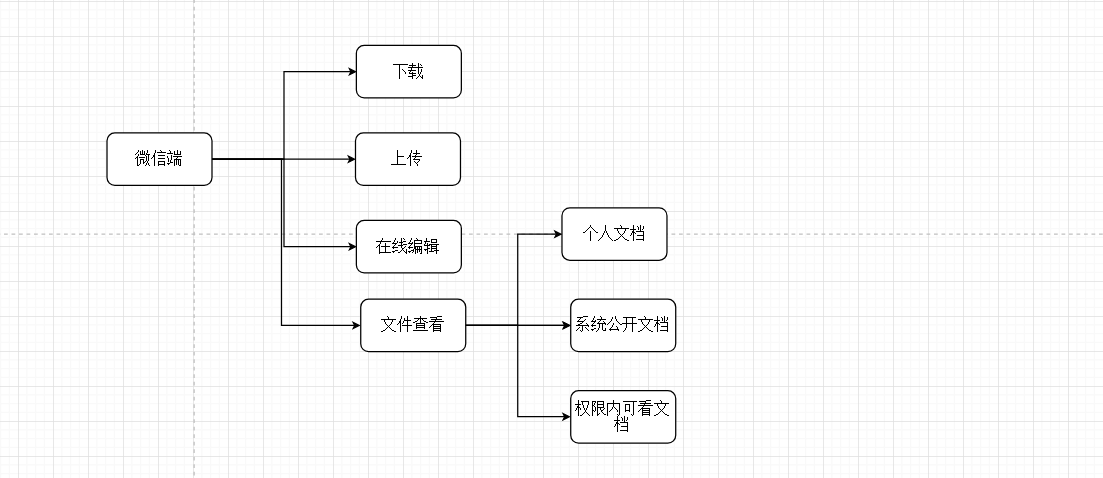 下载
微信端
上传
在线编辑
个人文档
文件查看
系统公开文档
权限内可看文
档